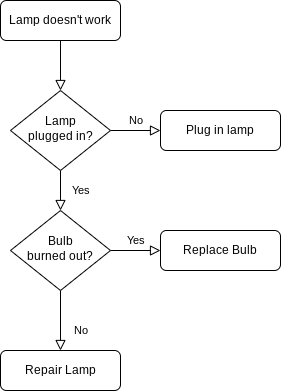 Lamp doesn't work
Lamp
plugged in?
No
Plug in lamp
Yes
Bulb
burned out?
Yes
Replace Bulb
No
Repair Lamp